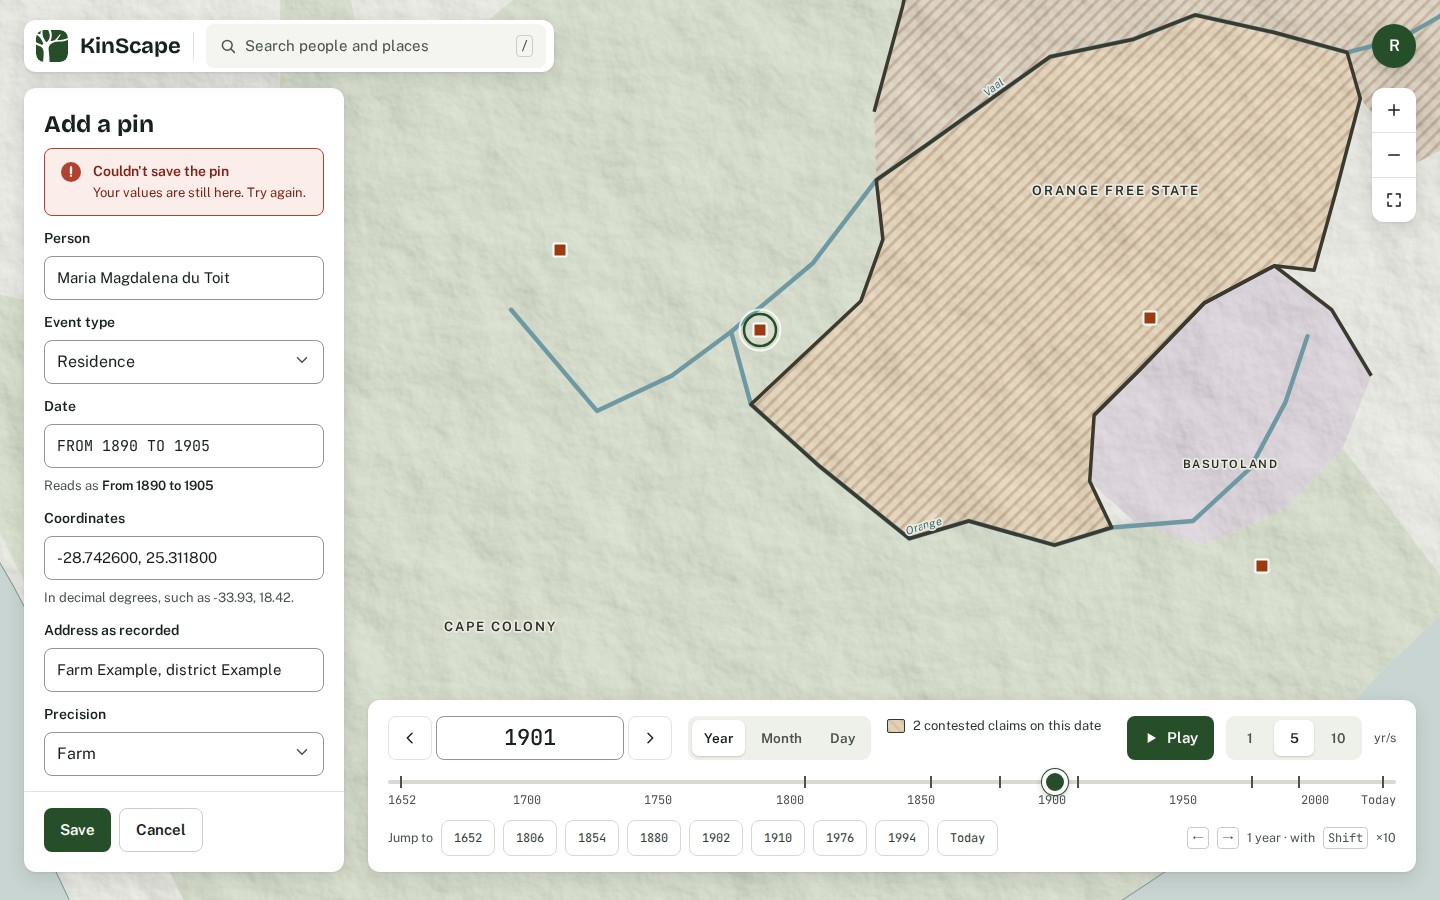 KinScape
Search people and places
/
R
Add a pin
Couldn't save the pin
Your values are still here. Try again.
Person
Maria Magdalena du Toit
Event type
Residence
Date
FROM 1890 TO 1905
Reads as From 1890 to 1905
Coordinates
-28.742600, 25.311800
In decimal degrees, such as -33.93, 18.42.
Address as recorded
Farm Example, district Example
Precision
Farm
Save
Cancel
Vaal
ORANGE FREE STATE
BASUTOLAND
Orange
CAPE COLONY
1901
Year
Month
Day
2 contested claims on this date
Play
1
5
10
yr/s
1652
1700
1750
1800
1850
1900
1950
2000
Today
Jump to
1652
1806
1854
1880
1902
1910
1976
1994
Today
← → 1 year · with Shift ×10